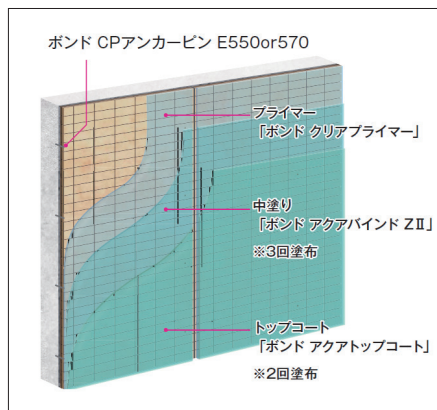 ボンド CPアンカーピン E550or570
プライマー
「ボンド クリアプライマー」
中塗り
「ボンド アクアバインド ZⅡ」
※3回塗布
トップコート
「ボンド アクアトップコート」
※2回塗布